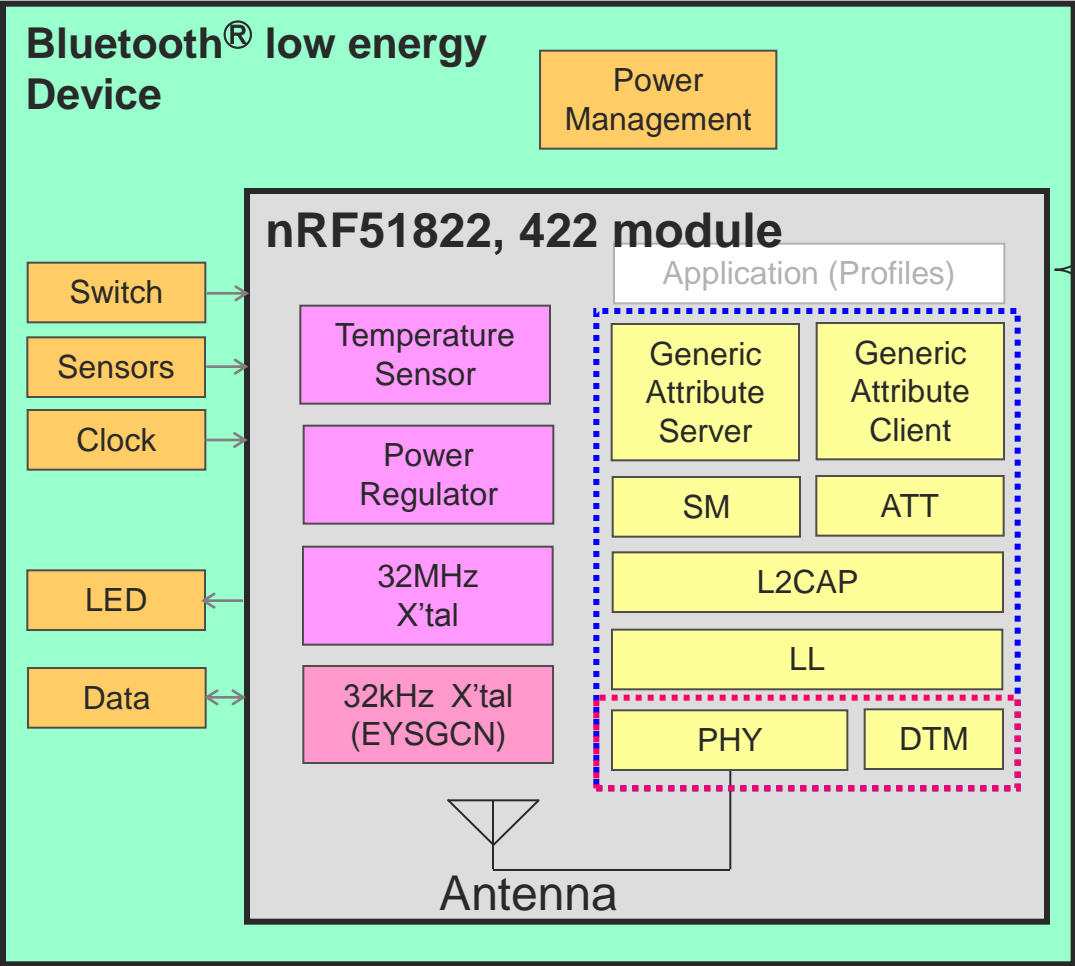 Bluetooth® low energy
Device
Power
Management
nRF51822, 422 module
Application (Profiles)
Switch
Sensors
Clock
LED
Data
Temperature
Sensor
Power
Regulator
32MHz
X’tal
32kHz X’tal
(EYSGCN)
Generic
Attribute
Server
Generic
Attribute
Client
SM
ATT
L2CAP
LL
PHY
DTM
Antenna